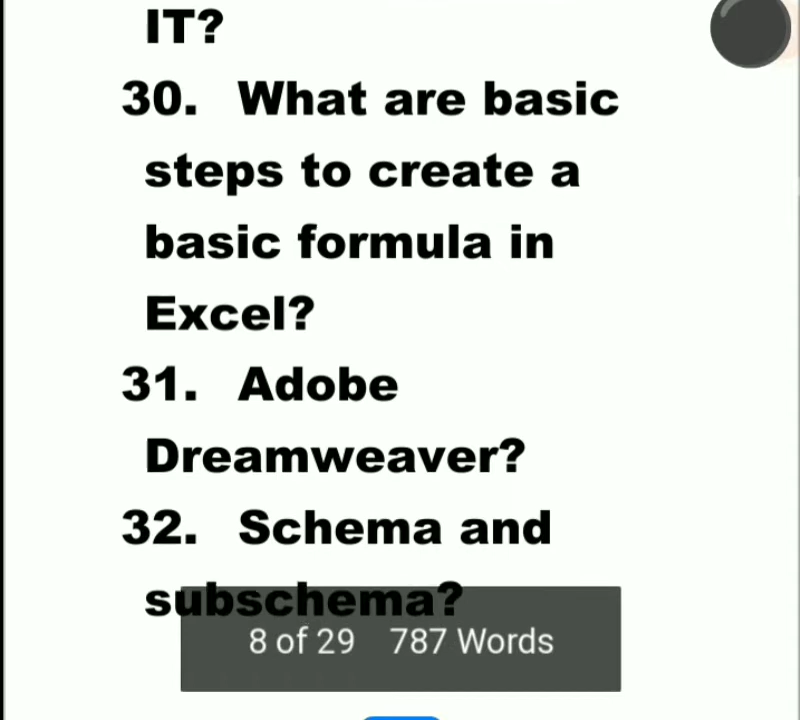 IT?
30. What are basic
steps to create a
basic formula in
Excel?
31. Adobe
Dreamweaver?
32. Schema and
subschema?
8 of 29 787 Words